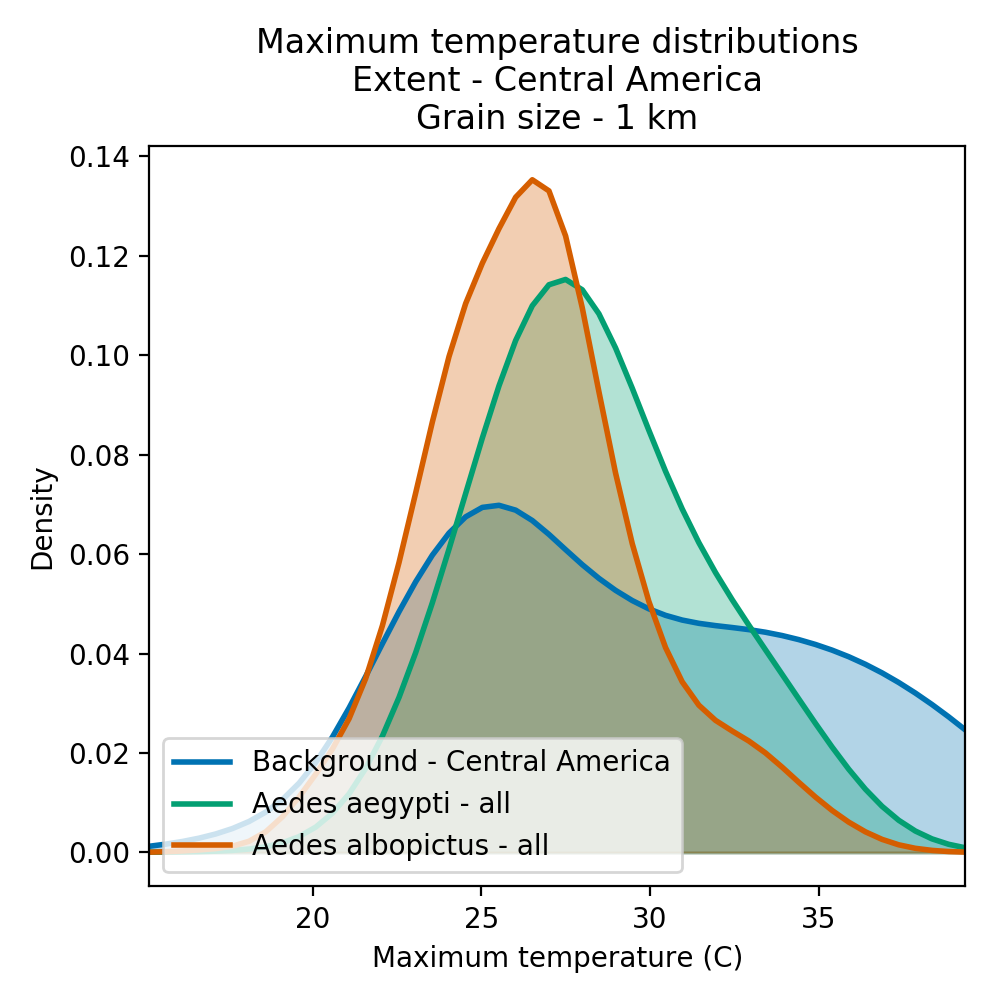 Maximum temperature distributions
Extent - Central America
Grain size - 1 km
0.14
0.12
0.10
0.08
0.06
0.04
0.02
0.00
Density
Background - Central America
Aedes aegypti - all
Aedes albopictus - all
20 25 30 35
Maximum temperature (C)